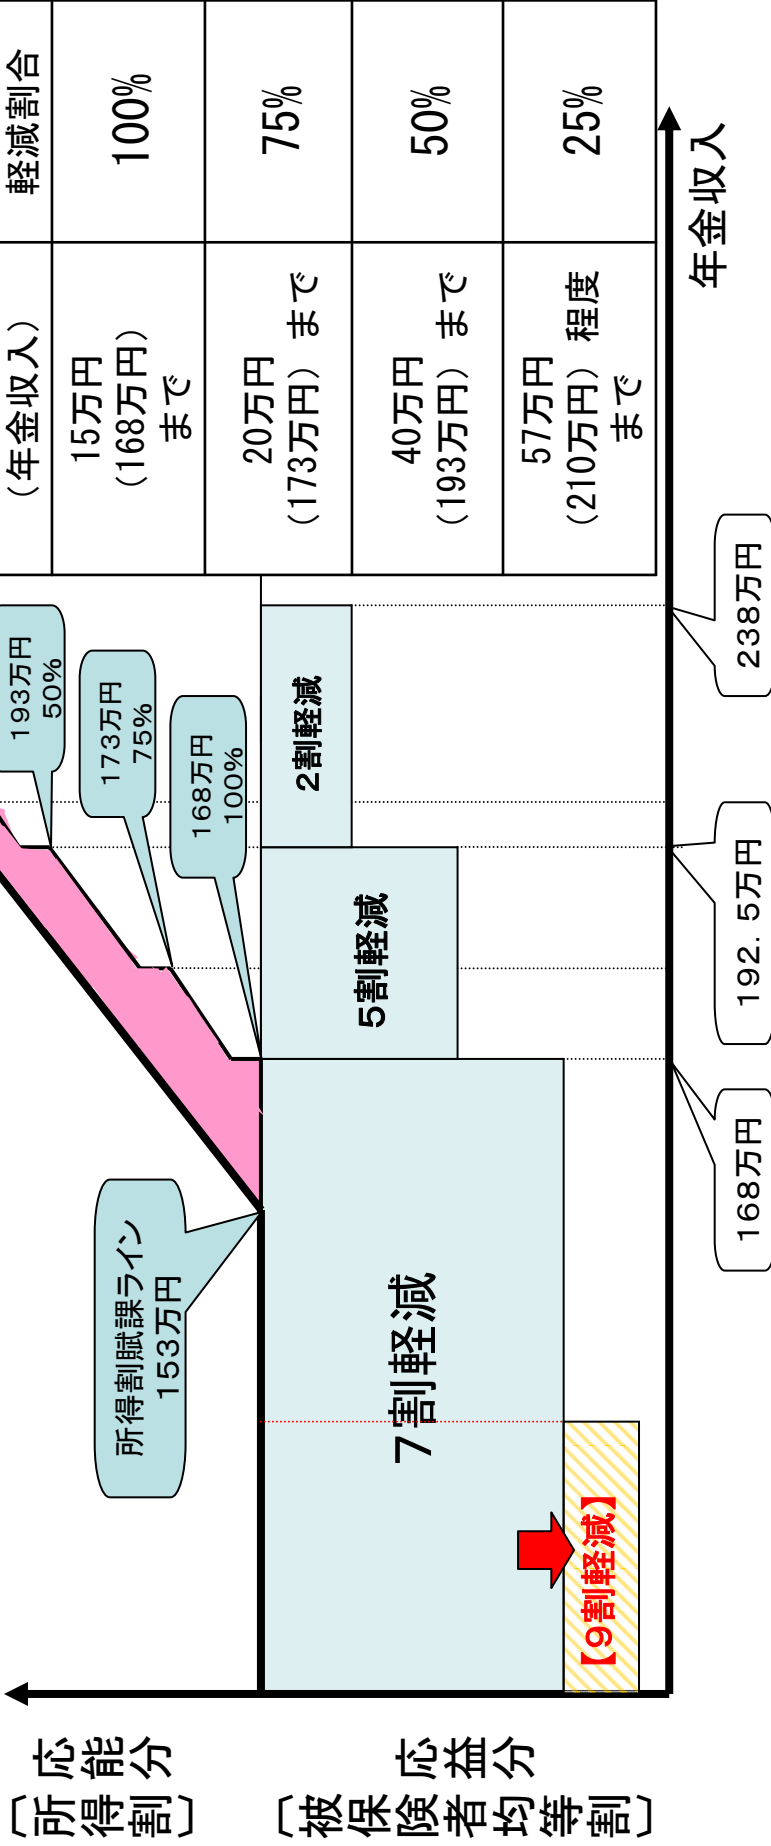 応能分
〔所得割〕
応益分
〔被保険者均等割〕
所得割賦課ライン
153万円
168万円
100%
173万円
75%
193万円
50%
7割軽減
【9割軽減】
5割軽減
2割軽減
168万円
192.5万円
238万円
年金収入
(年金収入)
軽減割合
15万円
(168万円)
まで
100%
20万円
(173万円)まで
75%
40万円
(193万円)まで
50%
57万円
(210万円)程度
まで
25%